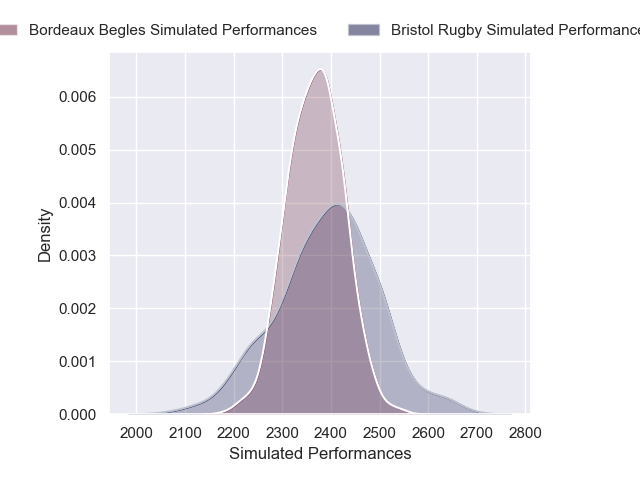 Bordeaux Begles Simulated Performances
Bristol Rugby Simulated Performance
0.006
0.005
0.004
0.003
0.002
0.001
0.000
Density
2000 2100 2200 2300 2400 2500 2600 2700 2800
Simulated Performances